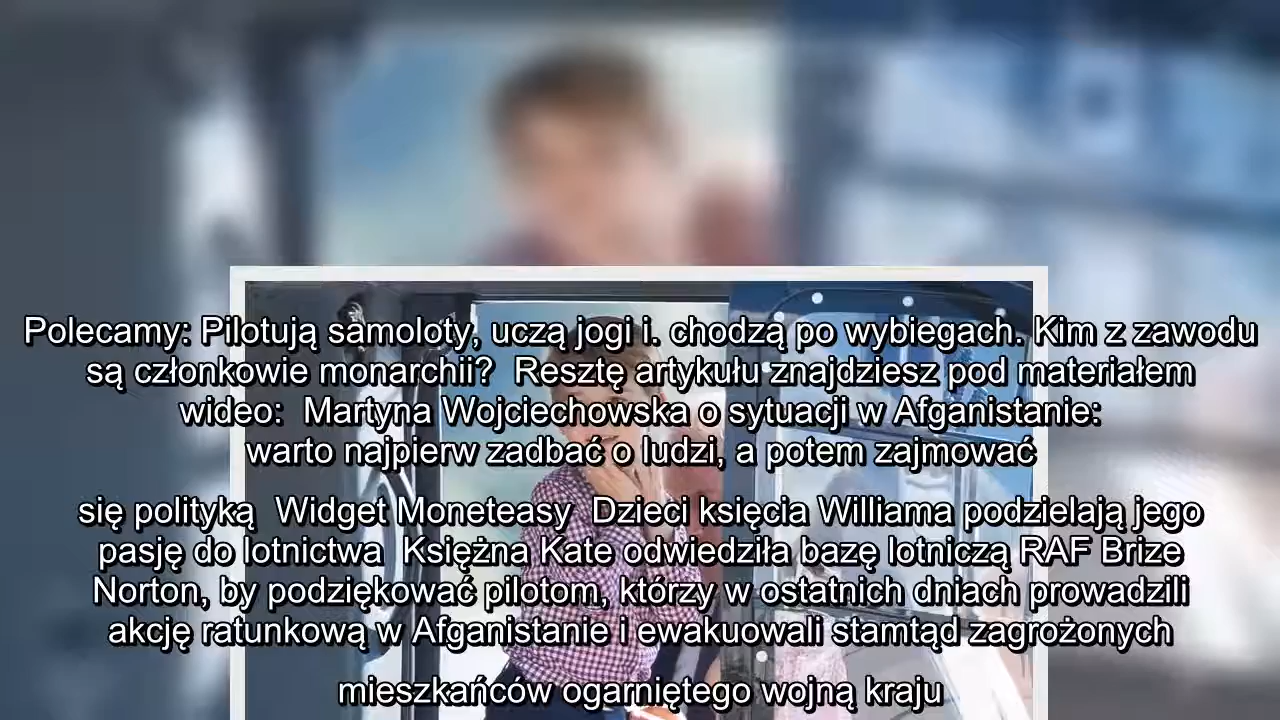 Polecamy: Pilotują samoloty, uczą jogi i. chodzą po wybiegach. Kim z zawodu
są członkowie monarchii?  Resztę artykułu znajdziesz pod materiałem
wideo:  Martyna Wojciechowska o sytuacji w Afganistanie:
warto najpierw zadbać o ludzi, a potem zajmować
się polityką  Widget Moneteasy  Dzieci księcia Williama podzielają jego
pasję do lotnictwa  Księżna Kate odwiedziła bazę lotniczą RAF Brize
Norton, by podziękować pilotom, którzy w ostatnich dniach prowadzili
akcję ratunkową w Afganistanie i ewakuowali stamtąd zagrożonych
mieszkańców ogarniętego wojną kraju